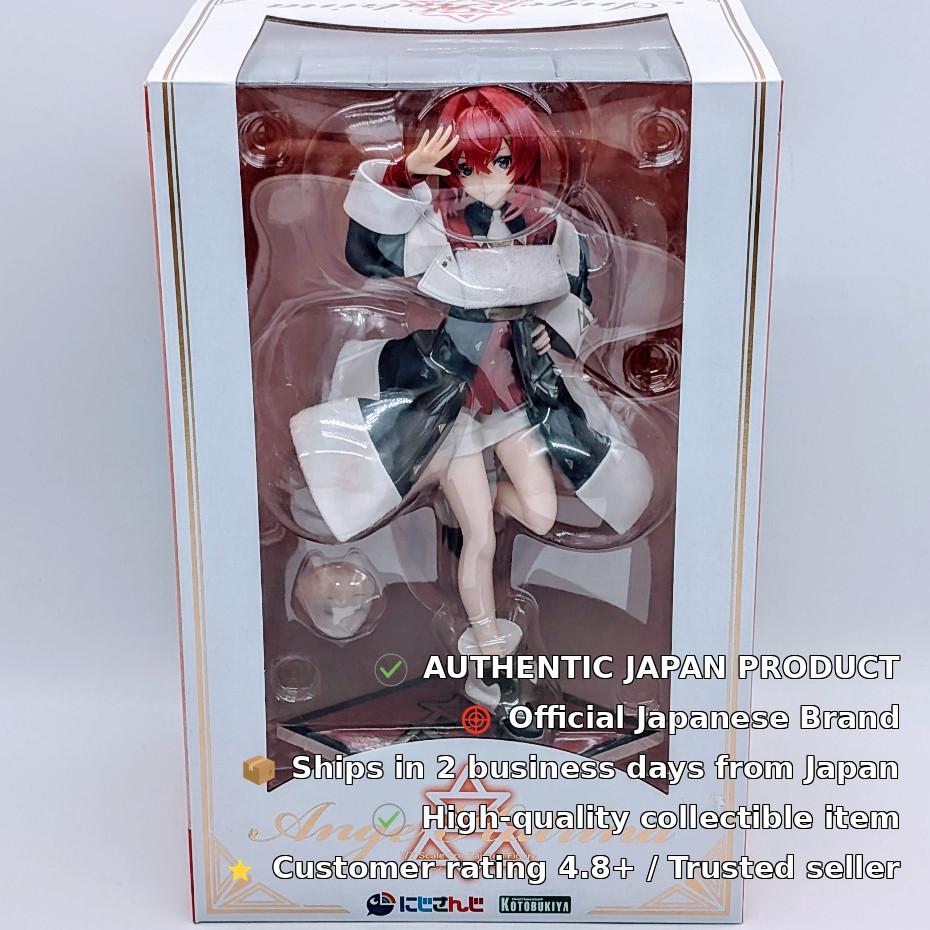 AUTHENTIC JAPAN PRODUCT
Official Japanese Brand
Ships in 2 business days from Japan
High-quality collectible item
Customer rating 4.8+ / Trusted seller
にじさんじ KOTOBUKIYA